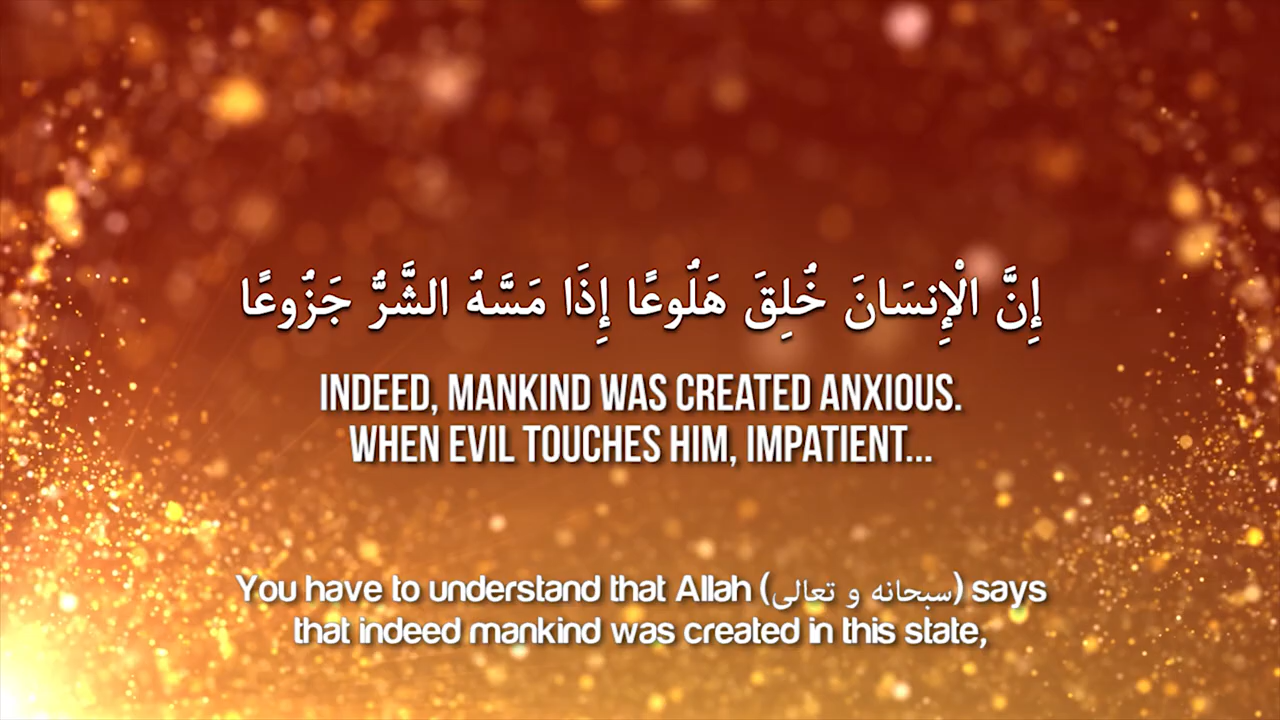 إِنَّ الْإِنسَانَ خُلِقَ هَلُوعًا إِذَا مَسَّهُ الشَّرُّ جَزُوعًا
INDEED, MANKIND WAS CREATED ANXIOUS.
WHEN EVIL TOUCHES HIM, IMPATIENT...
You have to understand that Allah (سبحانه و تعالى) says
that indeed mankind was created in this state,